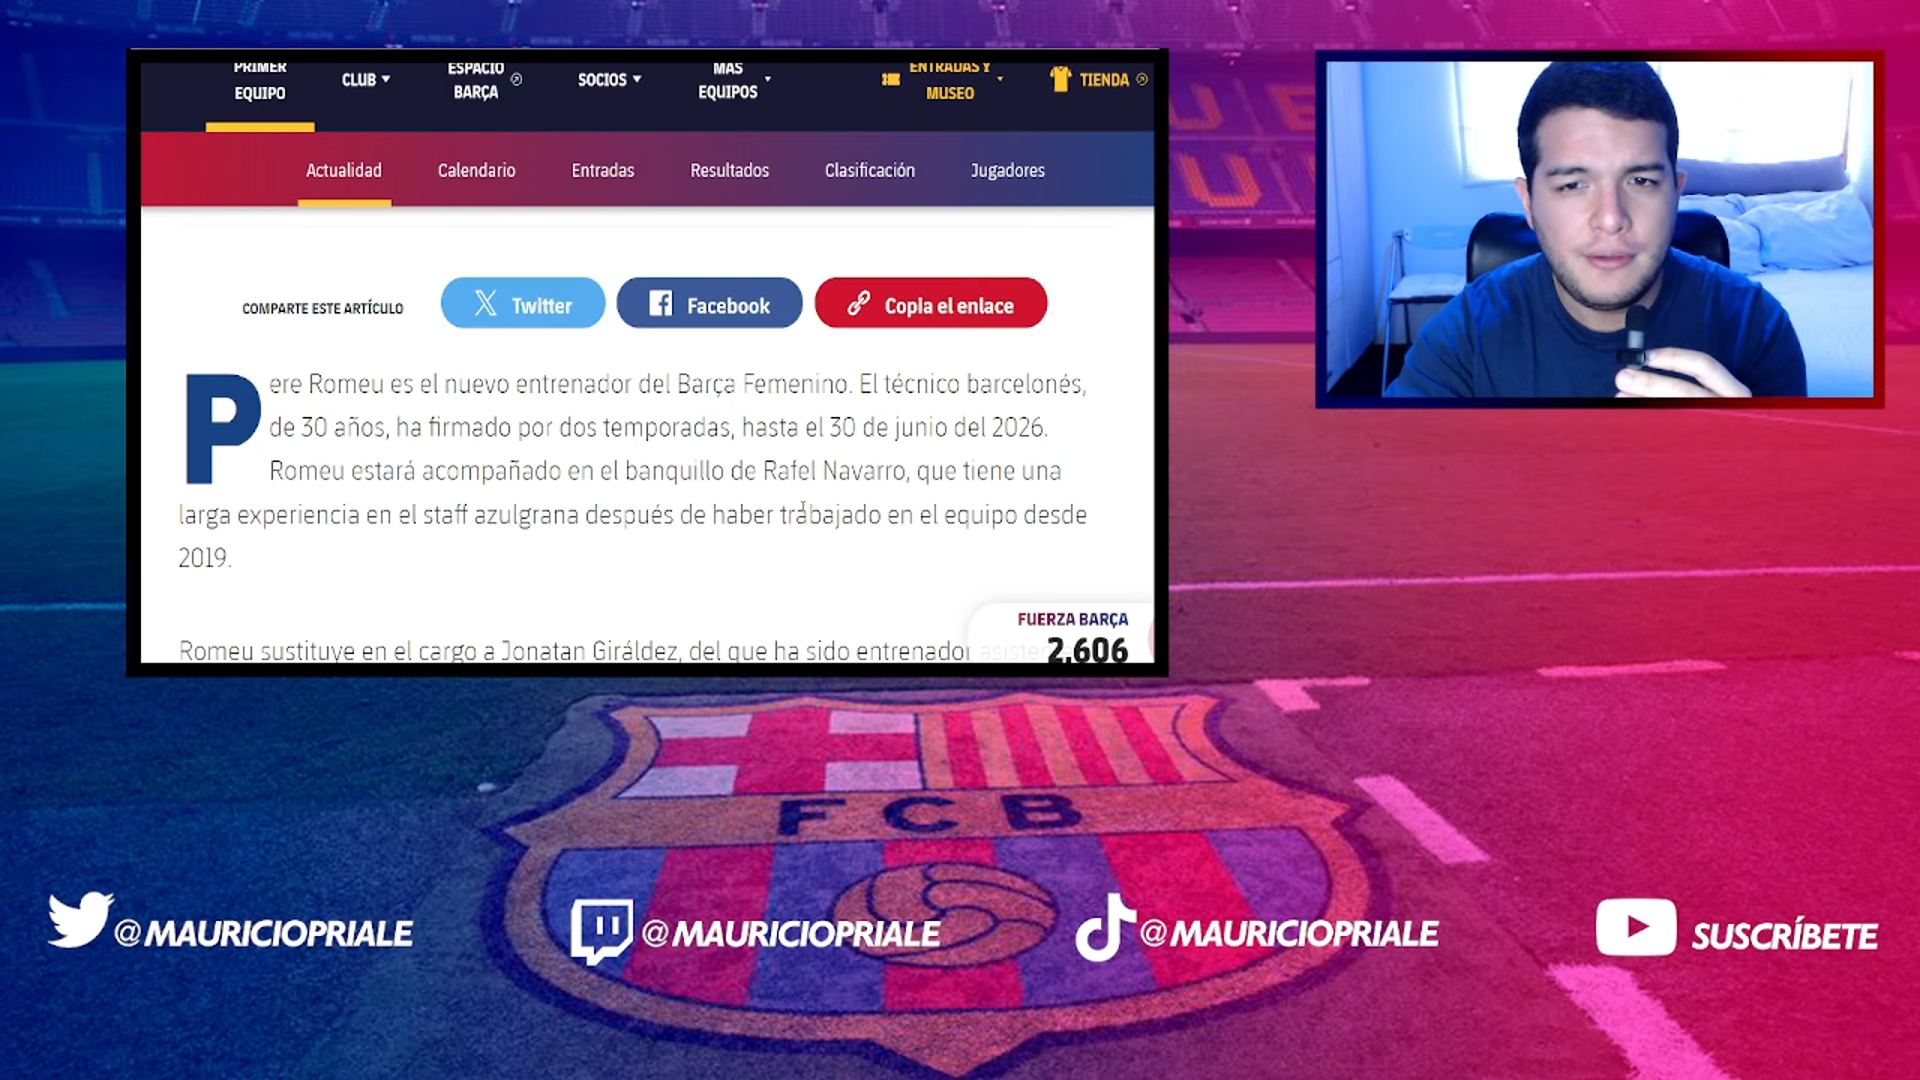 PRIMER
EQUIPO
CLUB
ESPACIO
BARÇA
SOCIOS
MÁS
EQUIPOS
ENTRADAS Y
MUSEO
TIENDA
Actualidad
Calendario
Entradas
Resultados
Clasificación
Jugadores
COMPARTE ESTE ARTÍCULO
Twitter
Facebook
Copia el enlace
Pere Romeu es el nuevo entrenador del Barça Femenino. El técnico barcelonés,
de 30 años, ha firmado por dos temporadas, hasta el 30 de junio del 2026.
Romeu estará acompañado en el banquillo de Rafel Navarro, que tiene una
larga experiencia en el staff azulgrana después de haber trabajado en el equipo desde
2019.
FUERZA BARÇA
2,606
Romeu sustituye en el cargo a Jonatan Giráldez, del que ha sido entrenador
FCB
@MAURICIOPRIALE
@MAURICIOPRIALE
@MAURICIOPRIALE
SUSCRÍBETE